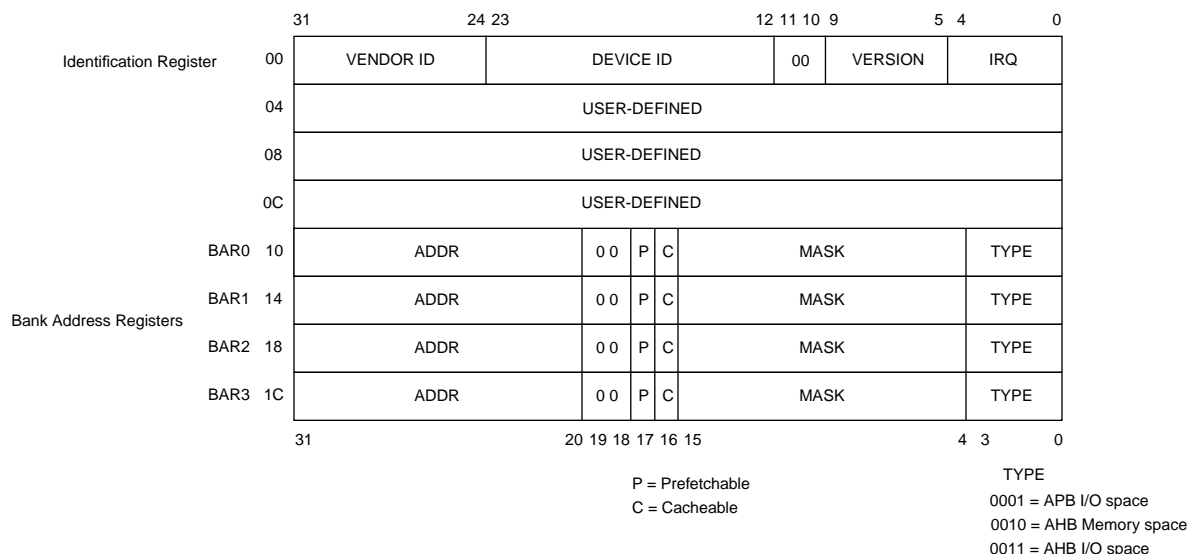 31 24 23 12 11 10 9 5 4 0
Identification Register 00 VENDOR ID DEVICE ID 00 VERSION IRQ
04 USER-DEFINED
08 USER-DEFINED
0C USER-DEFINED
BAR0 10 ADDR 0 0 P C MASK TYPE
BAR1 14 ADDR 0 0 P C MASK TYPE
Bank Address Registers
BAR2 18 ADDR 0 0 P C MASK TYPE
BAR3 1C ADDR 0 0 P C MASK TYPE
31 20 19 18 17 16 15 4 3 0
P = Prefetchable
C = Cacheable
TYPE
0001 = APB I/O space
0010 = AHB Memory space
0011 = AHB I/O space